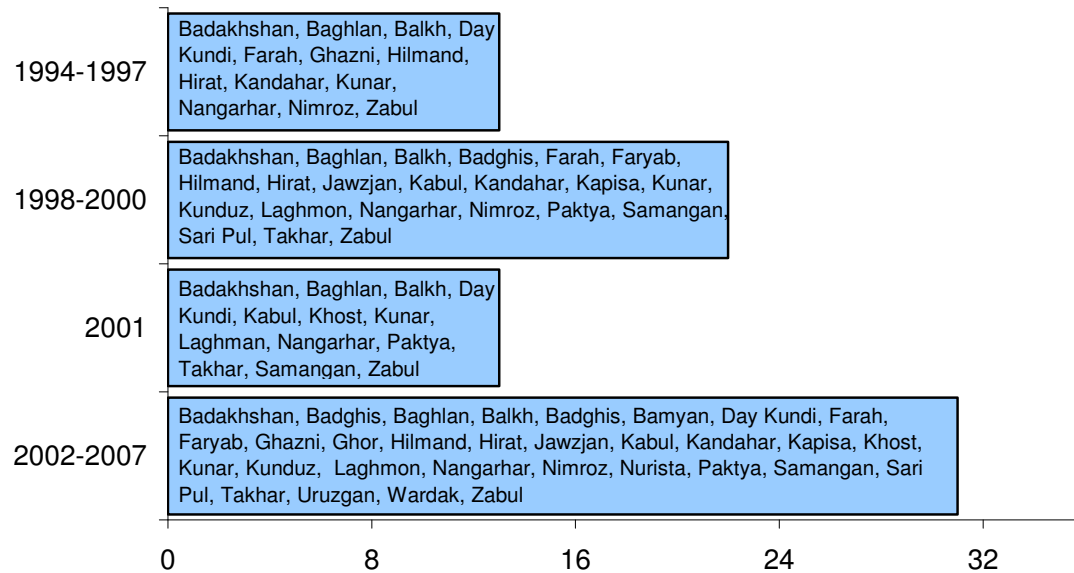 1994-1997
Badakhshan, Baghlan, Balkh, Day
Kundi, Farah, Ghazni, Hilmand,
Hirat, Kandahar, Kunar,
Nangarhar, Nimroz, Zabul
1998-2000
Badakhshan, Baghlan, Balkh, Badghis, Farah, Faryab,
Hilmand, Hirat, Jawzjan, Kabul, Kandahar, Kapisa, Kunar,
Kunduz, Laghmon, Nangarhar, Nimroz, Paktya, Samangan,
Sari Pul, Takhar, Zabul
2001
Badakhshan, Baghlan, Balkh, Day
Kundi, Kabul, Khost, Kunar,
Laghman, Nangarhar, Paktya,
Takhar, Samangan, Zabul
2002-2007
Badakhshan, Badghis, Baghlan, Balkh, Badghis, Bamyan, Day Kundi, Farah,
Faryab, Ghazni, Ghor, Hilmand, Hirat, Jawzjan, Kabul, Kandahar, Kapisa, Khost,
Kunar, Kunduz, Laghmon, Nangarhar, Nimroz, Nurista, Paktya, Samangan, Sari
Pul, Takhar, Uruzgan, Wardak, Zabul
0 8 16 24 32